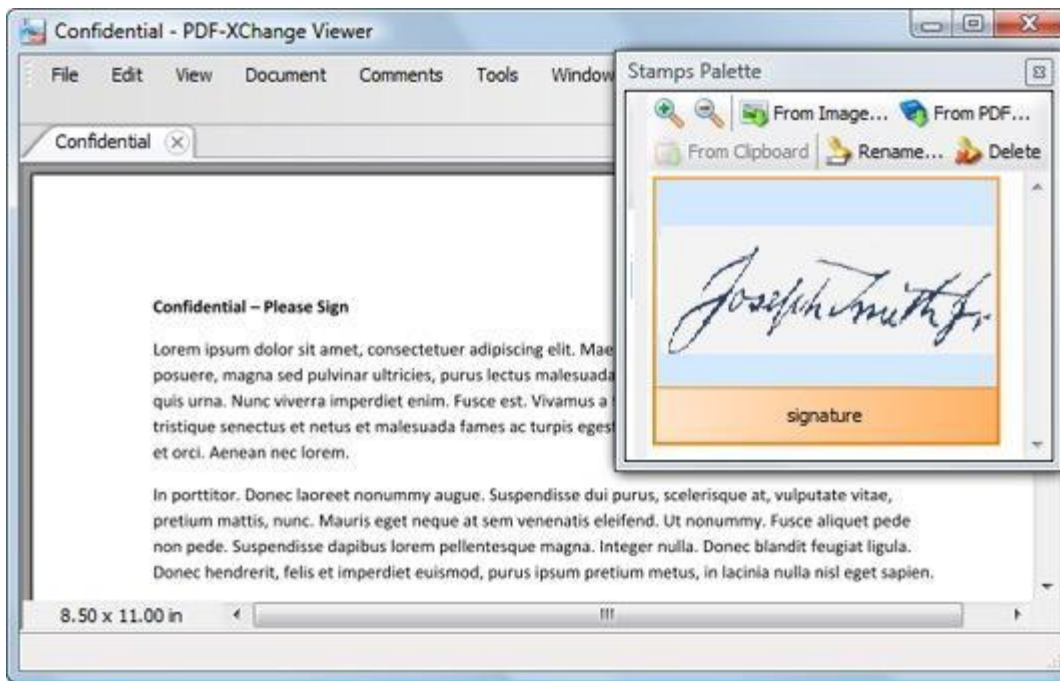 Confidential - PDF-XChange Viewer
File Edit View Document Comments Tools Window
Confidential
Stamps Palette
From Image... From PDF...
From Clipboard Rename... Delete
Joseph Smith Jr.
signature
Confidential – Please Sign
Lorem ipsum dolor sit amet, consectetuer adipiscing elit. Mae
posuere, magna sed pulvinar ultricies, purus lectus malesuada
quis urna. Nunc viverra imperdiet enim. Fusce est. Vivamus a
tristique senectus et netus et malesuada fames ac turpis egest
et orci. Aenean nec lorem.
In porttitor. Donec laoreet nonummy augue. Suspendisse dui purus, scelerisque at, vulputate vitae,
pretium mattis, nunc. Mauris eget neque at sem venenatis eleifend. Ut nonummy. Fusce aliquet pede
non pede. Suspendisse dapibus lorem pellentesque magna. Integer nulla. Donec blandit feugiat ligula.
Donec hendrerit, felis et imperdiet euismod, purus ipsum pretium metus, in lacinia nulla nisl eget sapien.
8.50 x 11.00 in